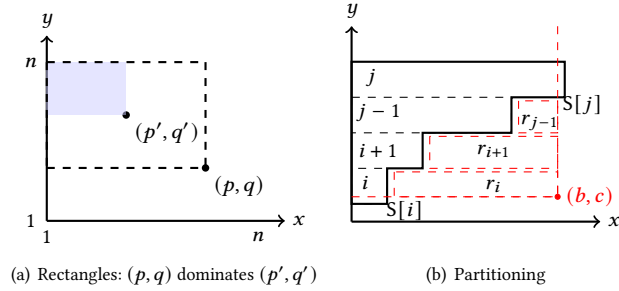 y
n
(p′, q′)
(p, q)
1
1
n
x
(a) Rectangles: (p, q) dominates (p′, q′)
y
j
S[j]
j − 1
r_{j−1}
i + 1
r_{i+1}
i
r_i
(b, c)
S[i]
x
(b) Partitioning